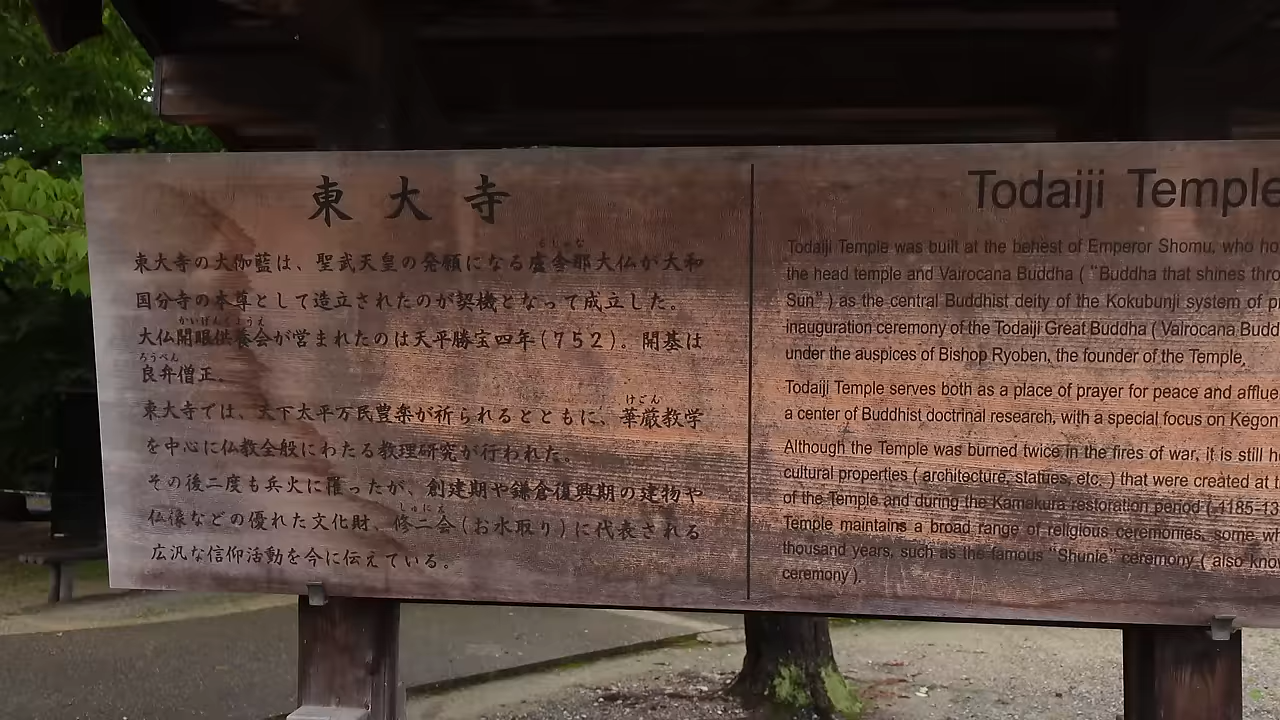 東大寺
東大寺の大伽藍は、聖武天皇の発願になる盧舎那大仏が大和
国分寺の本尊として造立されたのが契機となって成立した。
大仏開眼供養会が営まれたのは天平勝宝四年(752)。開基は
良弁僧正。
東大寺では、天下太平万民豊楽が祈られるとともに、華厳教学
を中心に仏教全般にわたる教理研究が行われた。
その後二度も兵火に罹ったが、創建期や鎌倉復興期の建物や
仏像などの優れた文化財、修二会(お水取り)に代表される
広汎な信仰活動を今に伝えている。
Todaiji Temple
Todaiji Temple was built at the behest of Emperor Shomu, who
the head temple and Vairocana Buddha ( "Buddha that shines
Sun" ) as the central Buddhist deity of the Kokubunji system of
inauguration ceremony of the Todaiji Great Buddha ( Vairocana
under the auspices of Bishop Ryoben, the founder of the Temple.
Todaiji Temple serves both as a place of prayer for peace and
a center of Buddhist doctrinal research, with a special focus on Kegon
Although the Temple was burned twice in the fires of war, it is still
cultural properties ( architecture, statues, etc. ) that were created at
of the Temple and during the Kamakura restoration period ( 1185-13
Temple maintains a broad range of religious ceremonies, some
thousand years, such as the famous "Shunie" ceremony ( also
ceremony ).